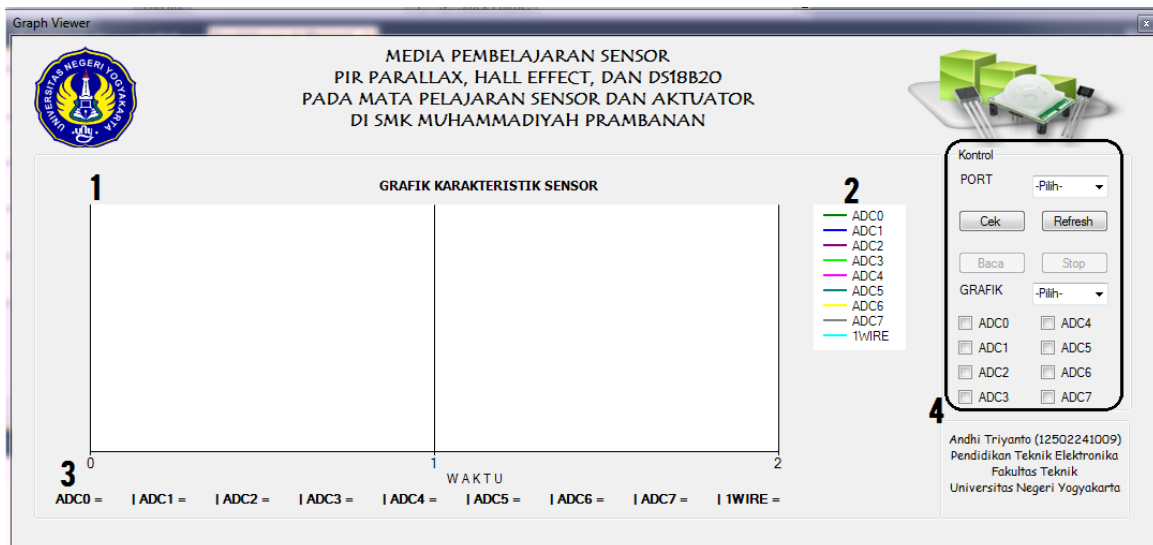 Graph Viewer
x
UNIVERSITAS NEGERI YOGYAKARTA
UNY
MEDIA PEMBELAJARAN SENSOR
PIR PARALLAX, HALL EFFECT, DAN DS18B20
PADA MATA PELAJARAN SENSOR DAN AKTUATOR
DI SMK MUHAMMADIYAH PRAMBANAN
1
GRAFIK KARAKTERISTIK SENSOR
0
1
2
WAKTU
2
ADC0
ADC1
ADC2
ADC3
ADC4
ADC5
ADC6
ADC7
1WIRE
3
ADC0 = | ADC1 = | ADC2 = | ADC3 = | ADC4 = | ADC5 = | ADC6 = | ADC7 = | 1WIRE =
Kontrol
PORT -Pilih-
Cek Refresh
Baca Stop
GRAFIK -Pilih-
ADC0 ADC4
ADC1 ADC5
ADC2 ADC6
ADC3 ADC7
4
Andhi Triyanto (12502241009)
Pendidikan Teknik Elektronika
Fakultas Teknik
Universitas Negeri Yogyakarta